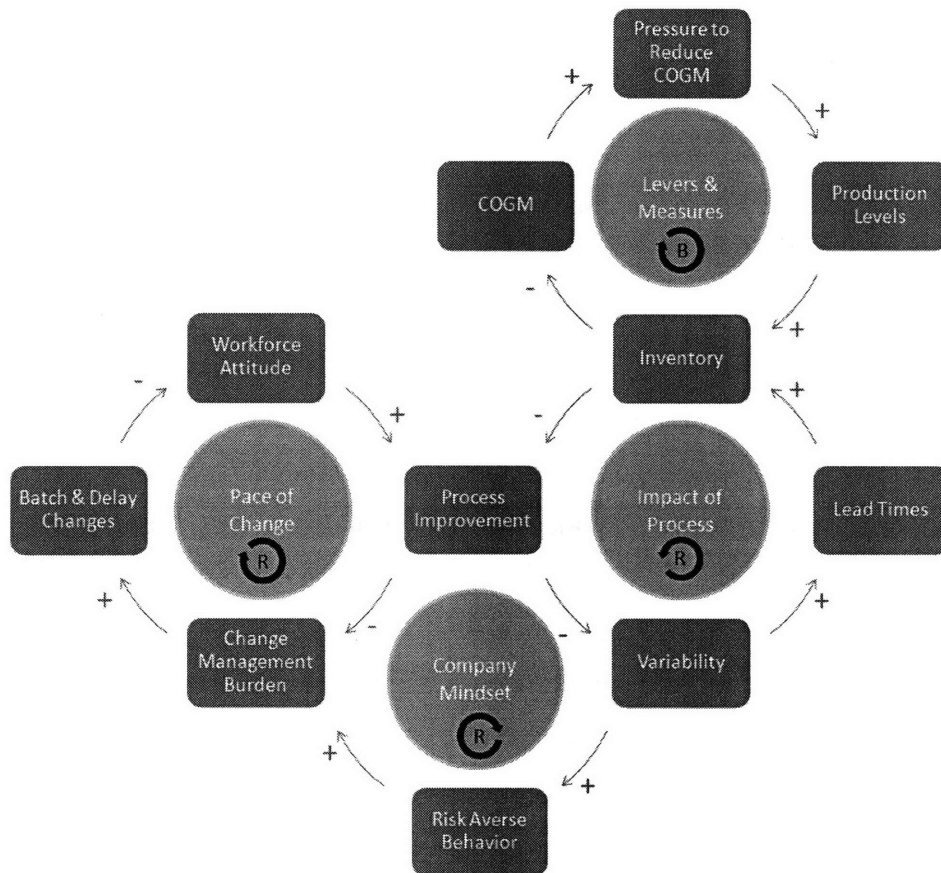 Pressure to
Reduce
COGM
+
+
COGM
Levers &
Measures
B
Production
Levels
-
+
Workforce
Attitude
Inventory
-
+
-
+
Batch & Delay
Changes
Pace of
Change
R
Process
Improvement
Impact of
Process
R
Lead Times
+
-
-
+
Change
Management
Burden
Company
Mindset
R
Variability
+
+
Risk Averse
Behavior